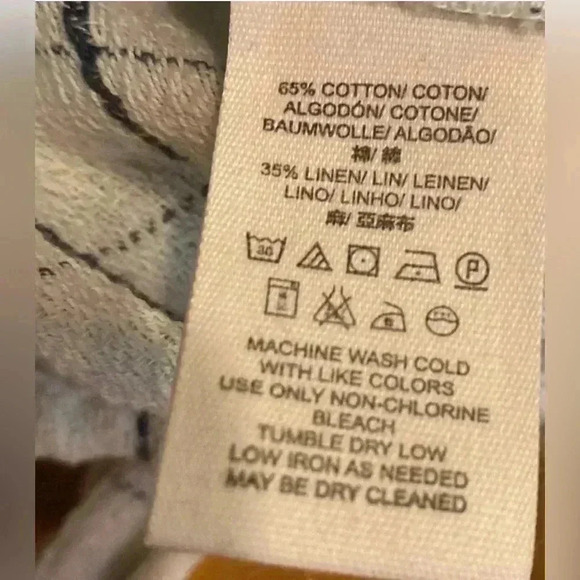 65% COTTON/ COTON/
ALGODÓN/ COTONE/
BAUMWOLLE/ ALGODÃO/
棉/ 綿
35% LINEN/ LIN/ LEINEN/
LINO/ LINHO/ LINO/
麻/ 亞麻布
30 P
MACHINE WASH COLD
WITH LIKE COLORS
USE ONLY NON-CHLORINE
BLEACH
TUMBLE DRY LOW
LOW IRON AS NEEDED
MAY BE DRY CLEANED